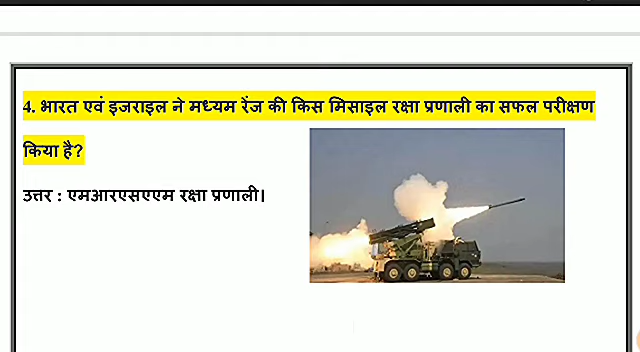 4. भारत एवं इजराइल ने मध्यम रेंज की किस मिसाइल रक्षा प्रणाली का सफल परीक्षण
किया है?
उत्तर : एमआरएसएएम रक्षा प्रणाली।